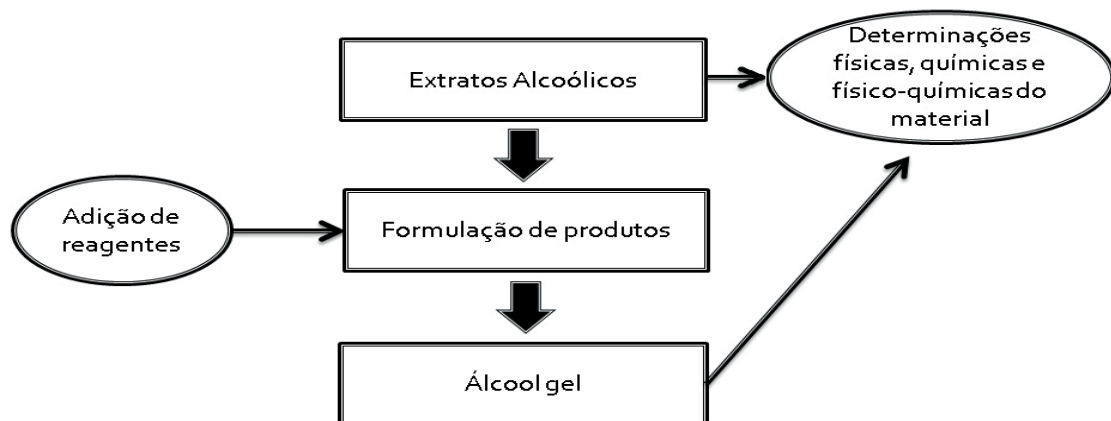 Extratos Alcoólicos
Determinações
físicas, químicas e
físico-químicas do
material
Adição de
reagentes
Formulação de produtos
Álcool gel